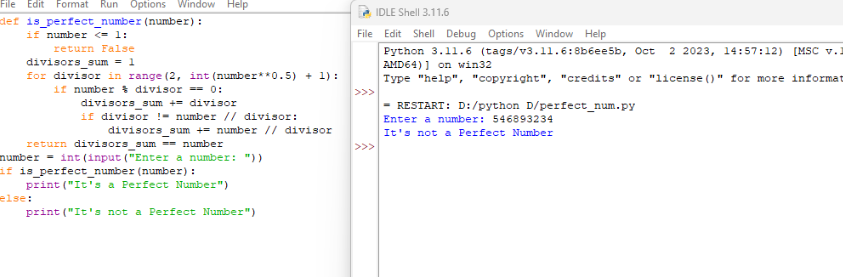 File Edit Format Run Options Window Help
def is_perfect_number(number):
    if number <= 1:
        return False
    divisors_sum = 1
    for divisor in range(2, int(number**0.5) + 1):
        if number % divisor == 0:
            divisors_sum += divisor
            if divisor != number // divisor:
                divisors_sum += number // divisor
    return divisors_sum == number
number = int(input("Enter a number: "))
if is_perfect_number(number):
    print("It's a Perfect Number")
else:
    print("It's not a Perfect Number")
IDLE Shell 3.11.6
File Edit Shell Debug Options Window Help
Python 3.11.6 (tags/v3.11.6:8b6ee5b, Oct  2 2023, 14:57:12) [MSC v.1
AMD64)] on win32
Type "help", "copyright", "credits" or "license()" for more informat
>>>
= RESTART: D:/python D/perfect_num.py
Enter a number: 546893234
It's not a Perfect Number
>>>